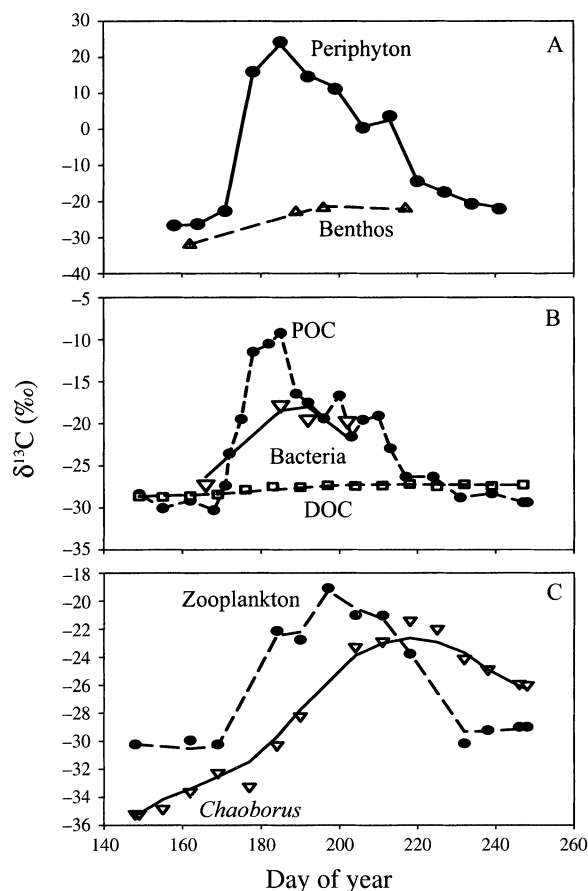 30
A
Periphyton
20
10
0
−10
−20
Benthos
−30
−40
−5
B
POC
−10
−15
−20
Bacteria
−25
−30
DOC
−35
δ¹³C (‰)
−18
C
Zooplankton
−20
−22
−24
−26
−28
−30
−32
−34
Chaoborus
−36
140 160 180 200 220 240 260
Day of year